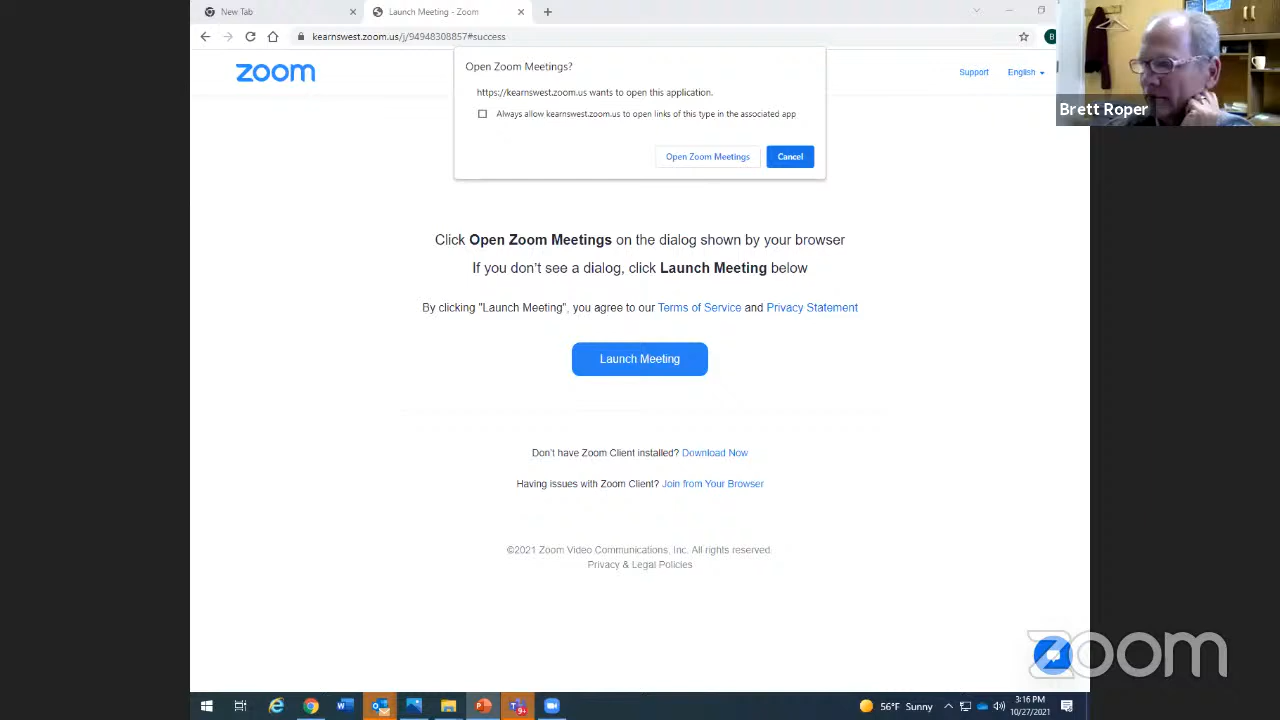 New Tab
Launch Meeting - Zoom
kearnswest.zoom.us/j/94948308857#success
zoom
Support
English
Open Zoom Meetings?
https://kearnswest.zoom.us wants to open this application.
Always allow kearnswest.zoom.us to open links of this type in the associated app
Open Zoom Meetings
Cancel
Brett Roper
Click Open Zoom Meetings on the dialog shown by your browser
If you don't see a dialog, click Launch Meeting below
By clicking "Launch Meeting", you agree to our Terms of Service and Privacy Statement
Launch Meeting
Don't have Zoom Client installed? Download Now
Having issues with Zoom Client? Join from Your Browser
©2021 Zoom Video Communications, Inc. All rights reserved.
Privacy & Legal Policies
zoom
56°F Sunny
3:16 PM
10/27/2021